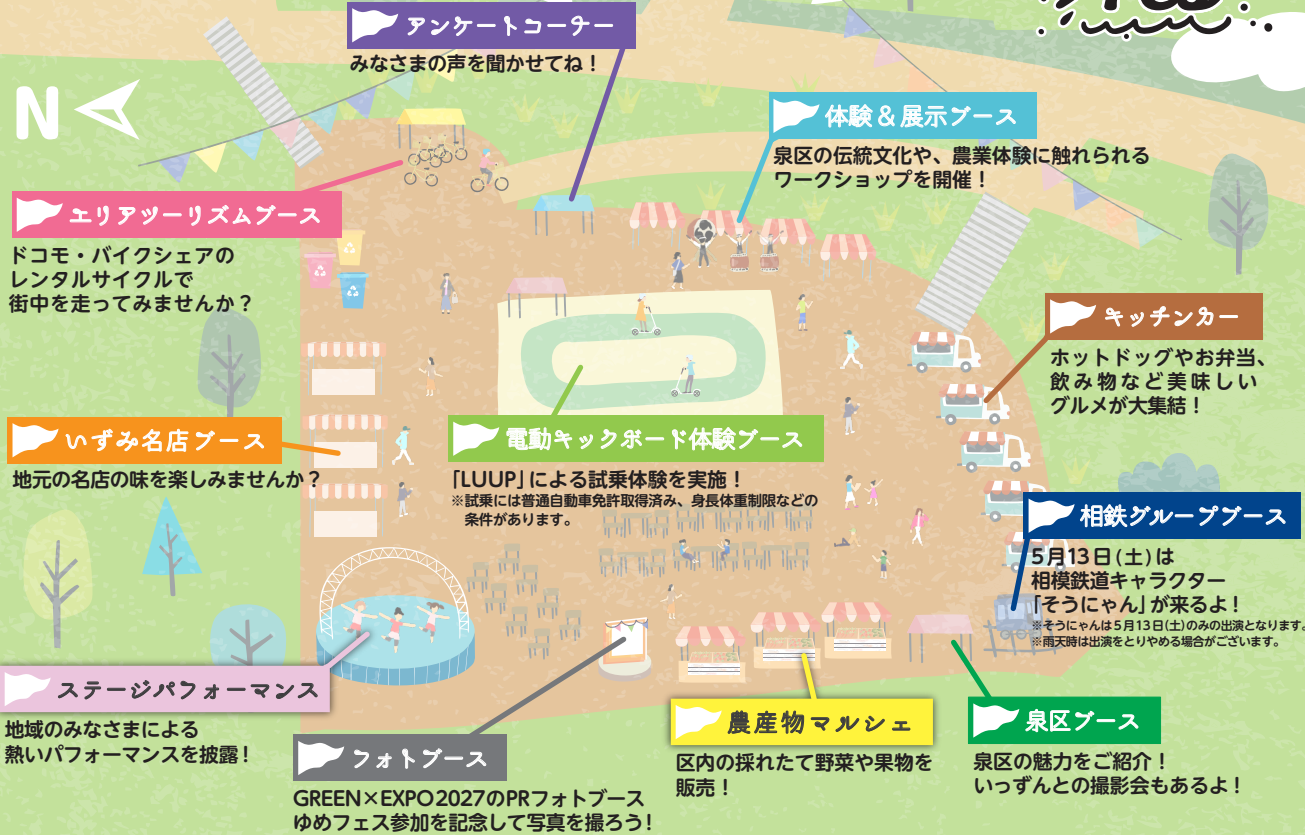 アンケートコーナー
みなさまの声を聞かせてね！
N
体験＆展示ブース
泉区の伝統文化や、農業体験に触れられる
ワークショップを開催！
エリアツーリズムブース
ドコモ・バイクシェアの
レンタルサイクルで
街中を走ってみませんか？
キッチンカー
ホットドッグやお弁当、
飲み物など美味しい
グルメが大集結！
いずみ名店ブース
地元の名店の味を楽しみませんか？
電動キックボード体験ブース
「LUUP」による試乗体験を実施！
※試乗には普通自動車免許取得済み、身長体重制限などの
条件があります。
相鉄グループブース
5月13日(土)は
相模鉄道キャラクター
「そうにゃん」が来るよ！
※そうにゃんは5月13日(土)のみの出演となります。
※雨天時は出演をとりやめる場合がございます。
ステージパフォーマンス
地域のみなさまによる
熱いパフォーマンスを披露！
フォトブース
GREEN×EXPO2027のPRフォトブース
ゆめフェス参加を記念して写真を撮ろう！
農産物マルシェ
区内の採れたて野菜や果物を
販売！
泉区ブース
泉区の魅力をご紹介！
いっずんとの撮影会もあるよ！